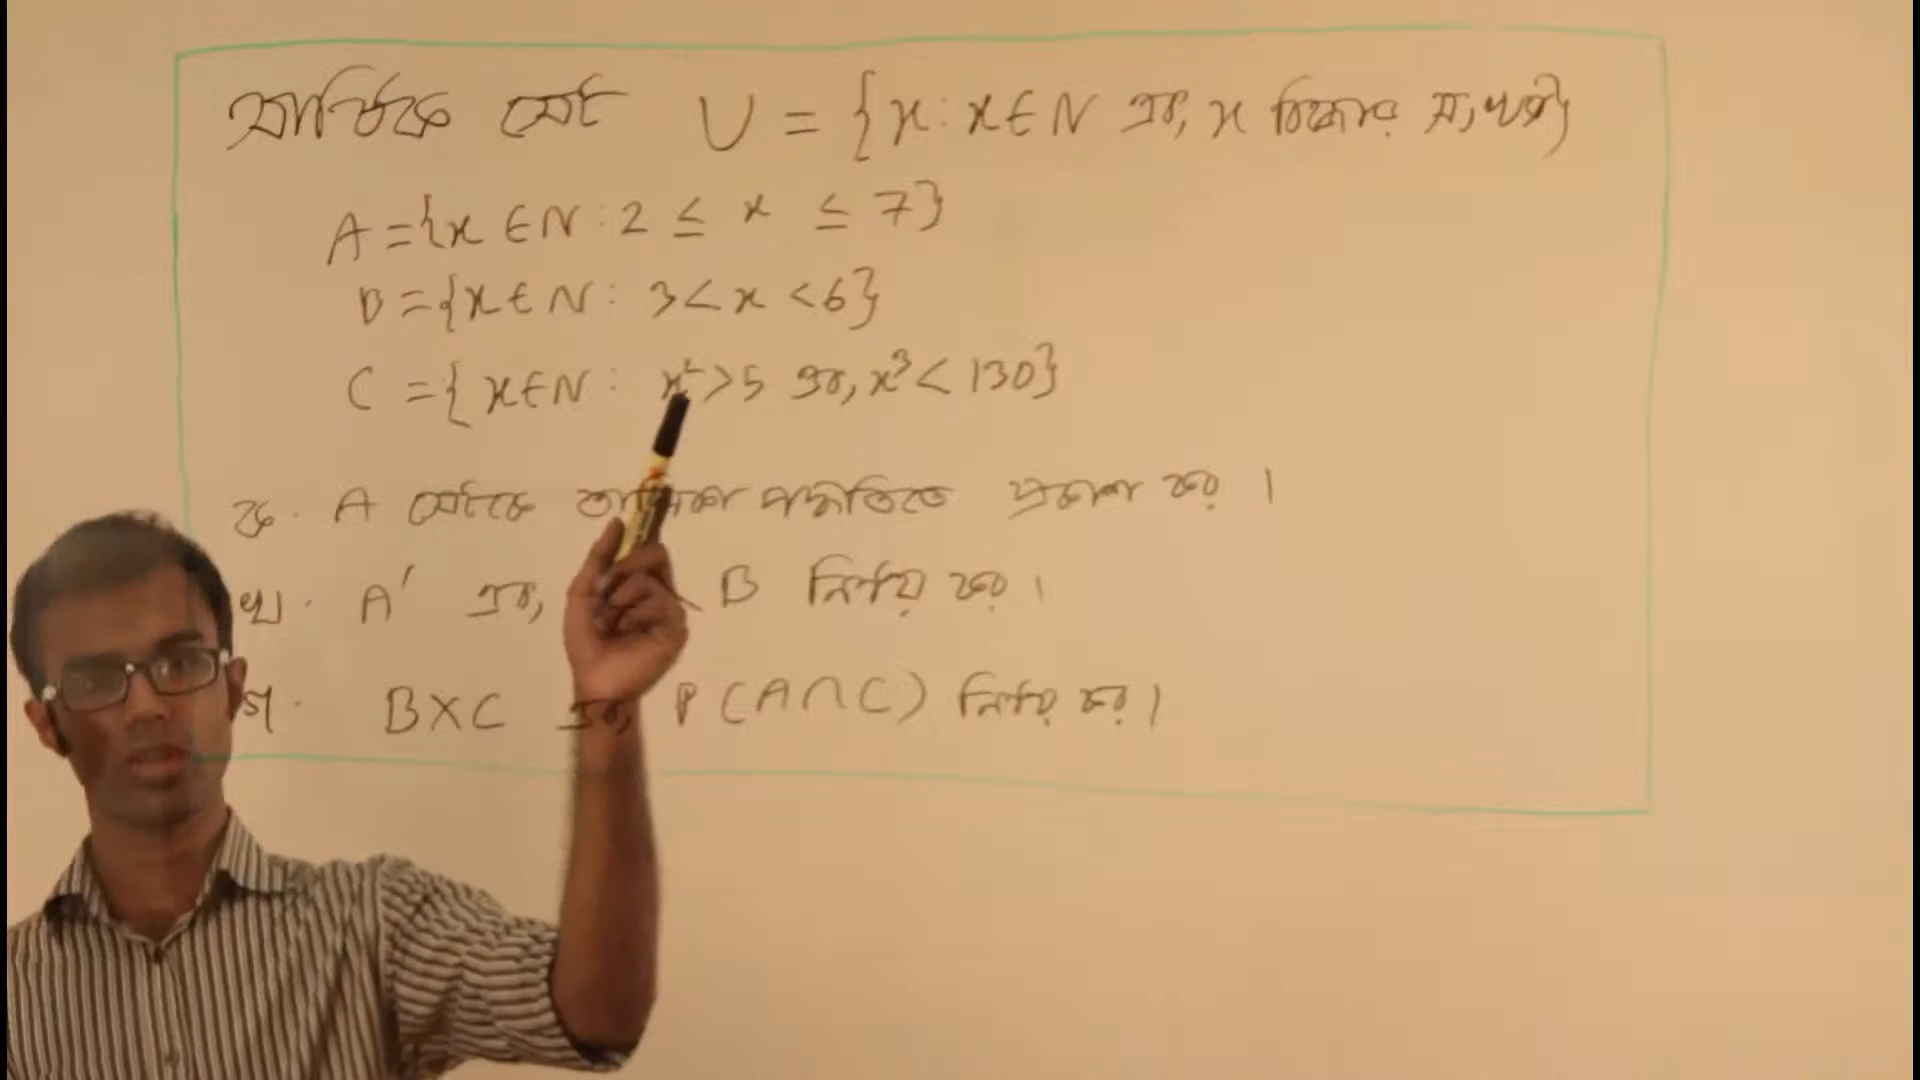 সার্বিক সেট U = {x : x ∈ N এবং x বিজোড় সংখ্যা}
A = {x ∈ N : 2 ≤ x ≤ 7}
B = {x ∈ N : 3 < x < 6}
C = { x ∈ N : x² > 5 এবং x³ < 130}
ক. A সেটকে তালিকা পদ্ধতিতে প্রকাশ কর ।
খ. A′ এবং B নির্ণয় কর ।
গ. B×C এবং P (A∩C) নির্ণয় কর ।